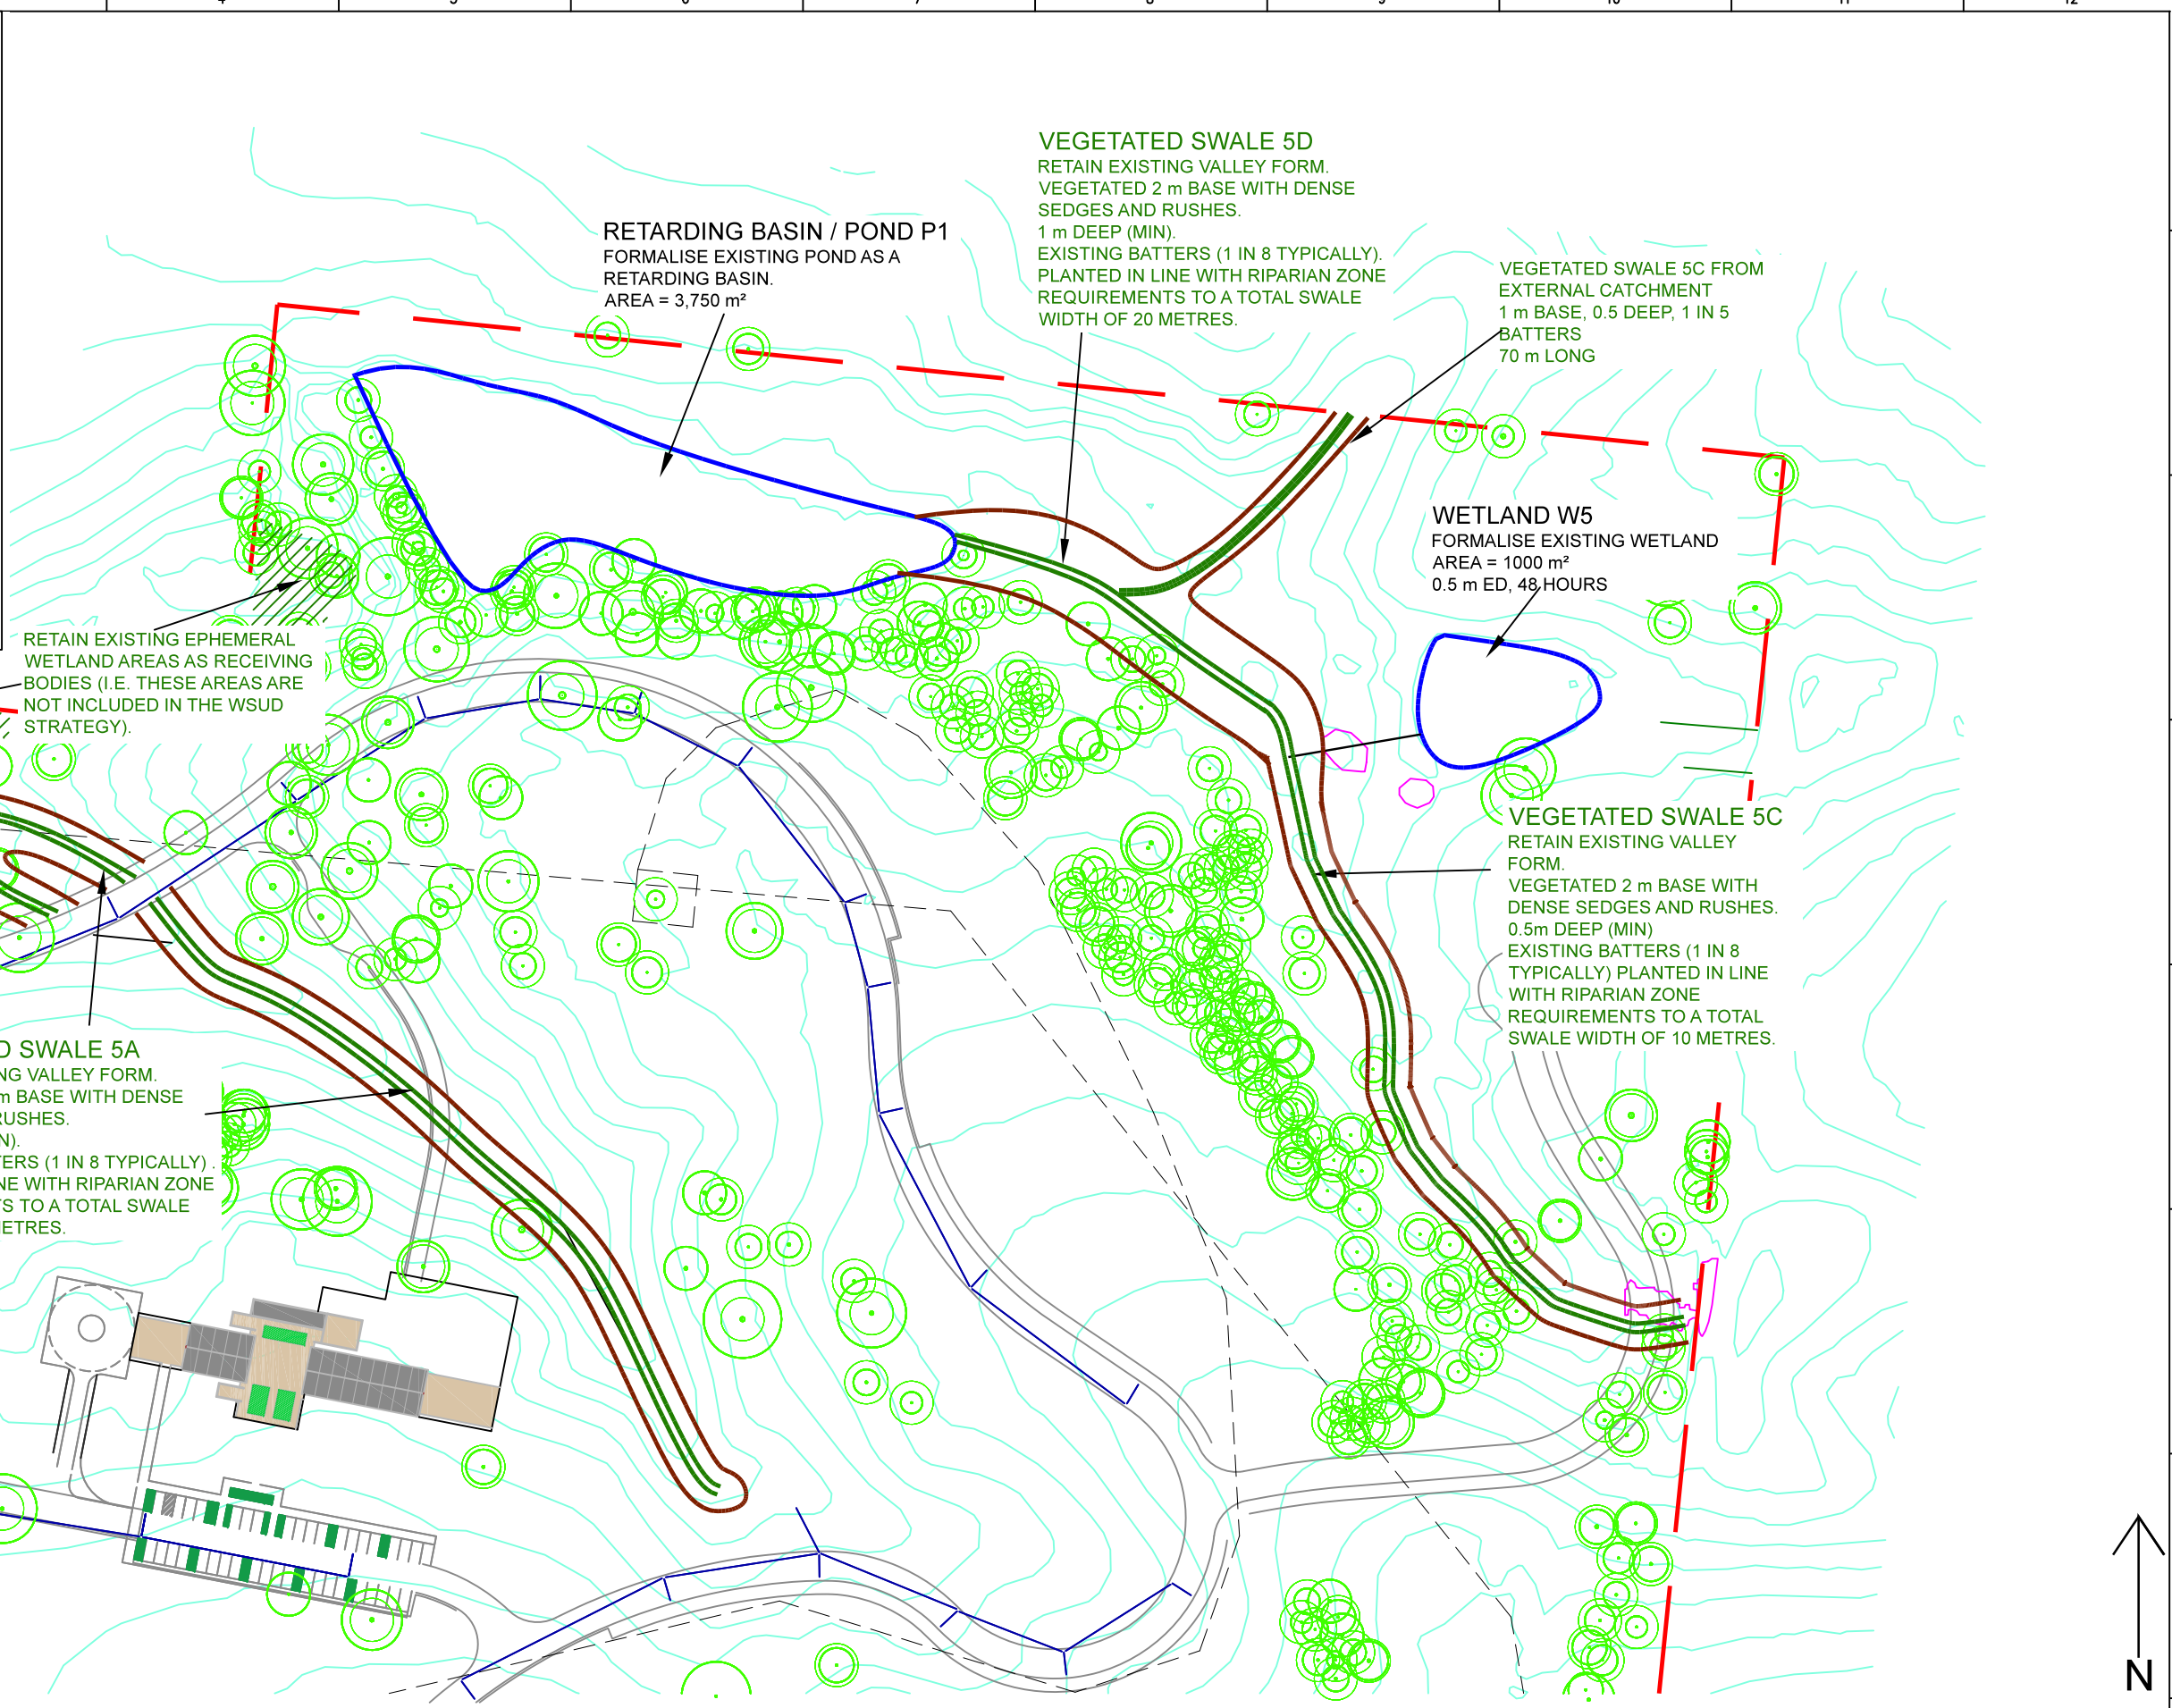 VEGETATED SWALE 5D
RETAIN EXISTING VALLEY FORM.
VEGETATED 2 m BASE WITH DENSE
SEDGES AND RUSHES.
1 m DEEP (MIN).
EXISTING BATTERS (1 IN 8 TYPICALLY).
PLANTED IN LINE WITH RIPARIAN ZONE
REQUIREMENTS TO A TOTAL SWALE
WIDTH OF 20 METRES.
RETARDING BASIN / POND P1
FORMALISE EXISTING POND AS A
RETARDING BASIN.
AREA = 3,750 m²
VEGETATED SWALE 5C FROM
EXTERNAL CATCHMENT
1 m BASE, 0.5 DEEP, 1 IN 5
BATTERS
70 m LONG
WETLAND W5
FORMALISE EXISTING WETLAND
AREA = 1000 m²
0.5 m ED, 48 HOURS
RETAIN EXISTING EPHEMERAL
WETLAND AREAS AS RECEIVING
BODIES (I.E. THESE AREAS ARE
NOT INCLUDED IN THE WSUD
STRATEGY).
VEGETATED SWALE 5C
RETAIN EXISTING VALLEY
FORM.
VEGETATED 2 m BASE WITH
DENSE SEDGES AND RUSHES.
0.5m DEEP (MIN)
EXISTING BATTERS (1 IN 8
TYPICALLY) PLANTED IN LINE
WITH RIPARIAN ZONE
REQUIREMENTS TO A TOTAL
SWALE WIDTH OF 10 METRES.
D SWALE 5A
NG VALLEY FORM.
m BASE WITH DENSE
RUSHES.
N).
TERS (1 IN 8 TYPICALLY) .
NE WITH RIPARIAN ZONE
TS TO A TOTAL SWALE
METRES.
N